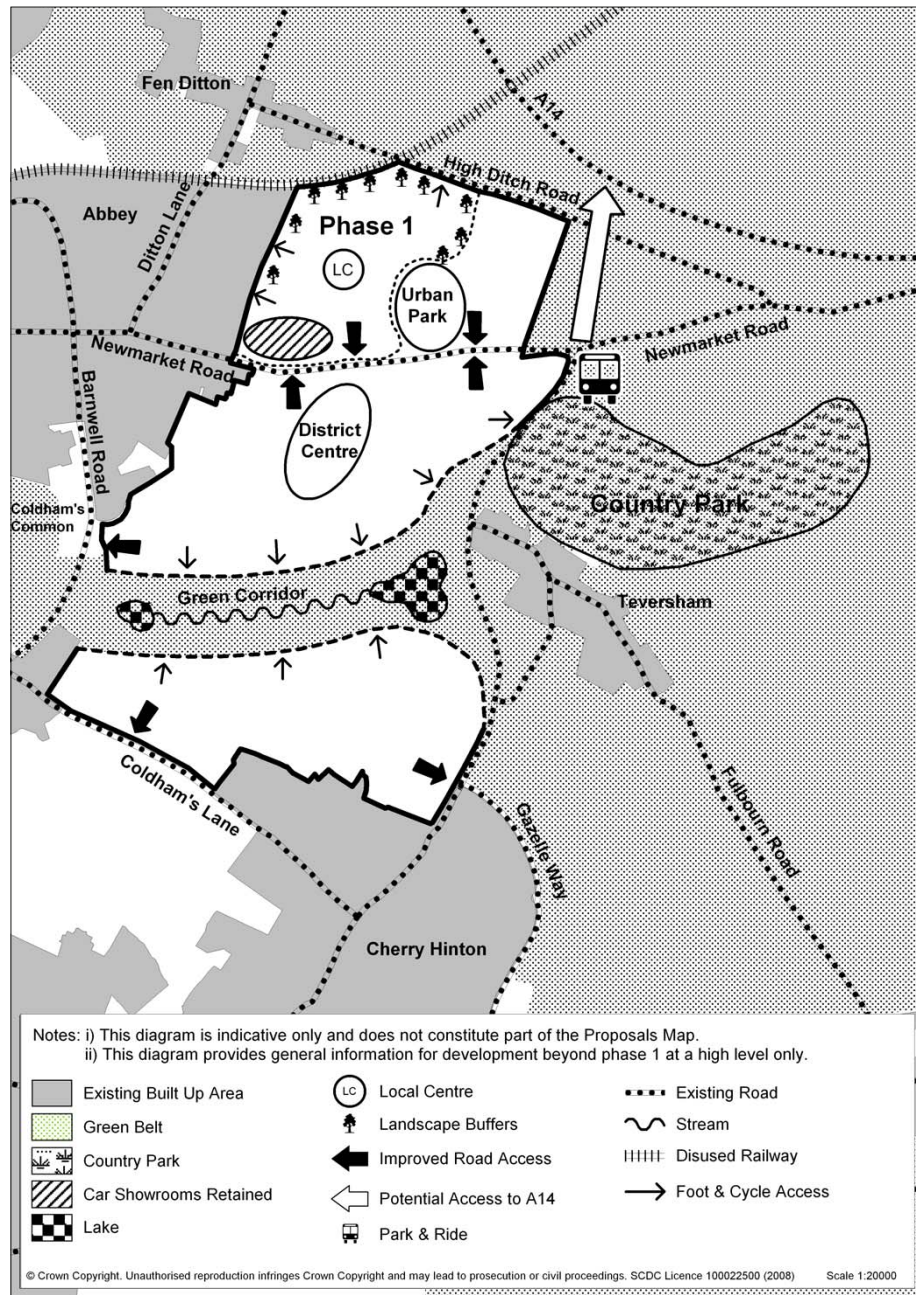 Fen Ditton
A14
High Ditch Road
Abbey
Ditton Lane
Phase 1
LC
Urban
Park
Newmarket Road
Newmarket Road
Barnwell Road
District
Centre
Country Park
Coldham's
Common
Green Corridor
Teversham
Coldham's Lane
Gazelle Way
Fulbourn Road
Cherry Hinton
Notes: i) This diagram is indicative only and does not constitute part of the Proposals Map.
ii) This diagram provides general information for development beyond phase 1 at a high level only.
Existing Built Up Area
Green Belt
Country Park
Car Showrooms Retained
Lake
LC
Local Centre
Landscape Buffers
Improved Road Access
Potential Access to A14
Park & Ride
Existing Road
Stream
Disused Railway
Foot & Cycle Access
© Crown Copyright. Unauthorised reproduction infringes Crown Copyright and may lead to prosecution or civil proceedings. SCDC Licence 100022500 (2008) Scale 1:20000